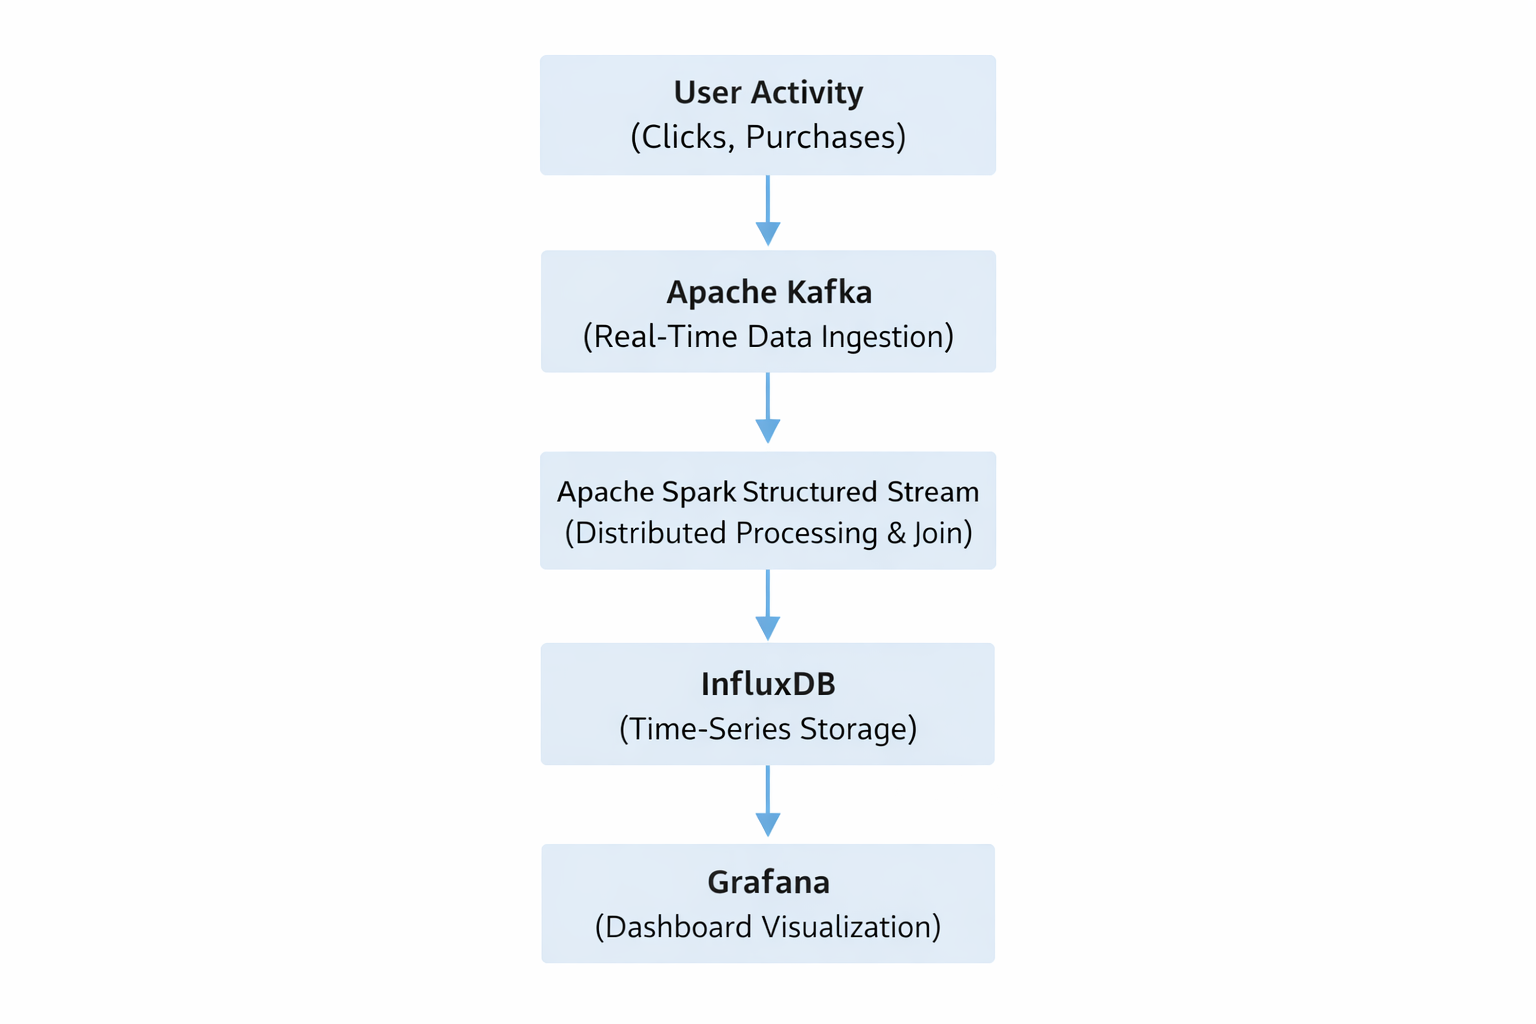 User Activity
(Clicks, Purchases)
Apache Kafka
(Real-Time Data Ingestion)
Apache Spark Structured Stream
(Distributed Processing & Join)
InfluxDB
(Time-Series Storage)
Grafana
(Dashboard Visualization)